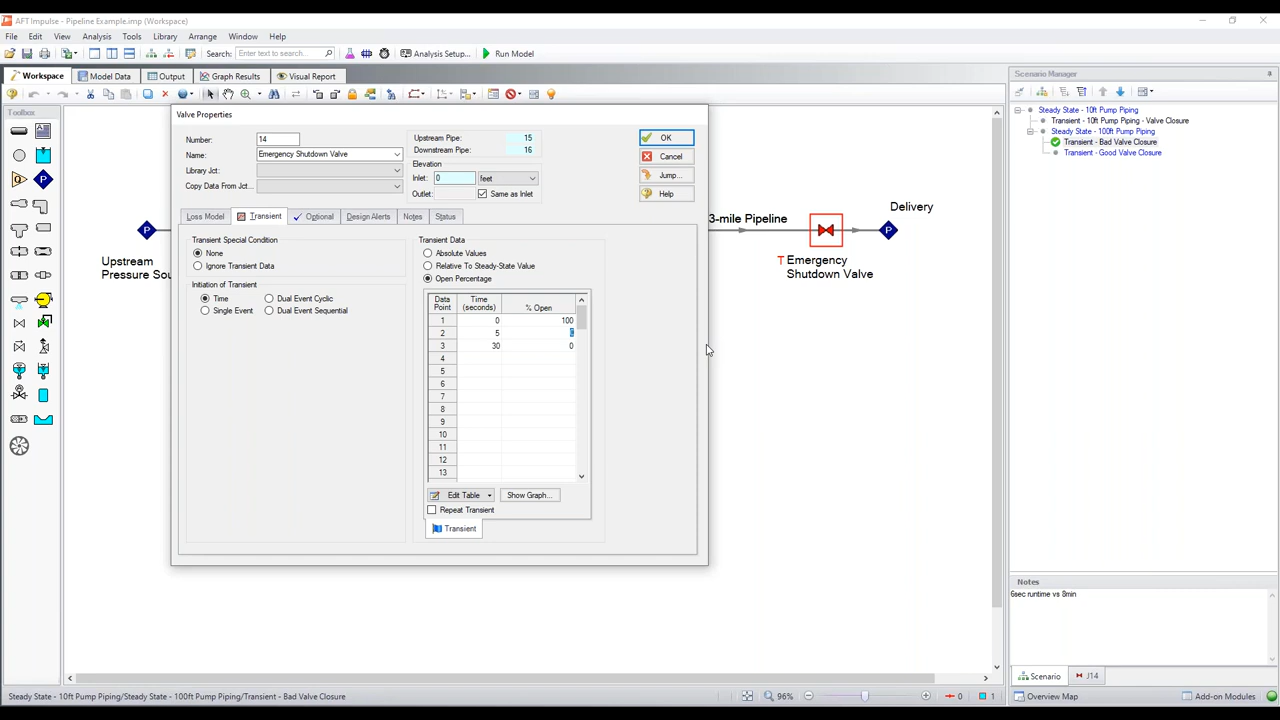 AFT Impulse - Pipeline Example.imp (Workspace)
File Edit View Analysis Tools Library Arrange Window Help
Search: Enter text to search... Analysis Setup... Run Model
Workspace Model Data Output Graph Results Visual Report
Scenario Manager
Toolbox
Valve Properties
Number: 14
Name: Emergency Shutdown Valve
Library Jct:
Copy Data From Jct...
Upstream Pipe: 15
Downstream Pipe: 16
Elevation
Inlet: 0 feet
Outlet: Same as Inlet
OK
Cancel
Jump...
Help
Loss Model Transient Optional Design Alerts Notes Status
Transient Special Condition
None
Ignore Transient Data
Initiation of Transient
Time Dual Event Cyclic
Single Event Dual Event Sequential
Transient Data
Absolute Values
Relative To Steady-State Value
Open Percentage
Data Point Time (seconds) % Open
1 0 100
2 5
3 30 0
4
5
6
7
8
9
10
11
12
13
Edit Table Show Graph...
Repeat Transient
Transient
P
Upstream
Pressure Sou
3-mile Pipeline
Delivery
P
T Emergency
Shutdown Valve
Steady State - 10ft Pump Piping
Transient - 10ft Pump Piping - Valve Closure
Steady State - 100ft Pump Piping
Transient - Bad Valve Closure
Transient - Good Valve Closure
Notes
6sec runtime vs 8min
Scenario J14
Steady State - 10ft Pump Piping/Steady State - 100ft Pump Piping/Transient - Bad Valve Closure
96% 0 1 Overview Map Add-on Modules